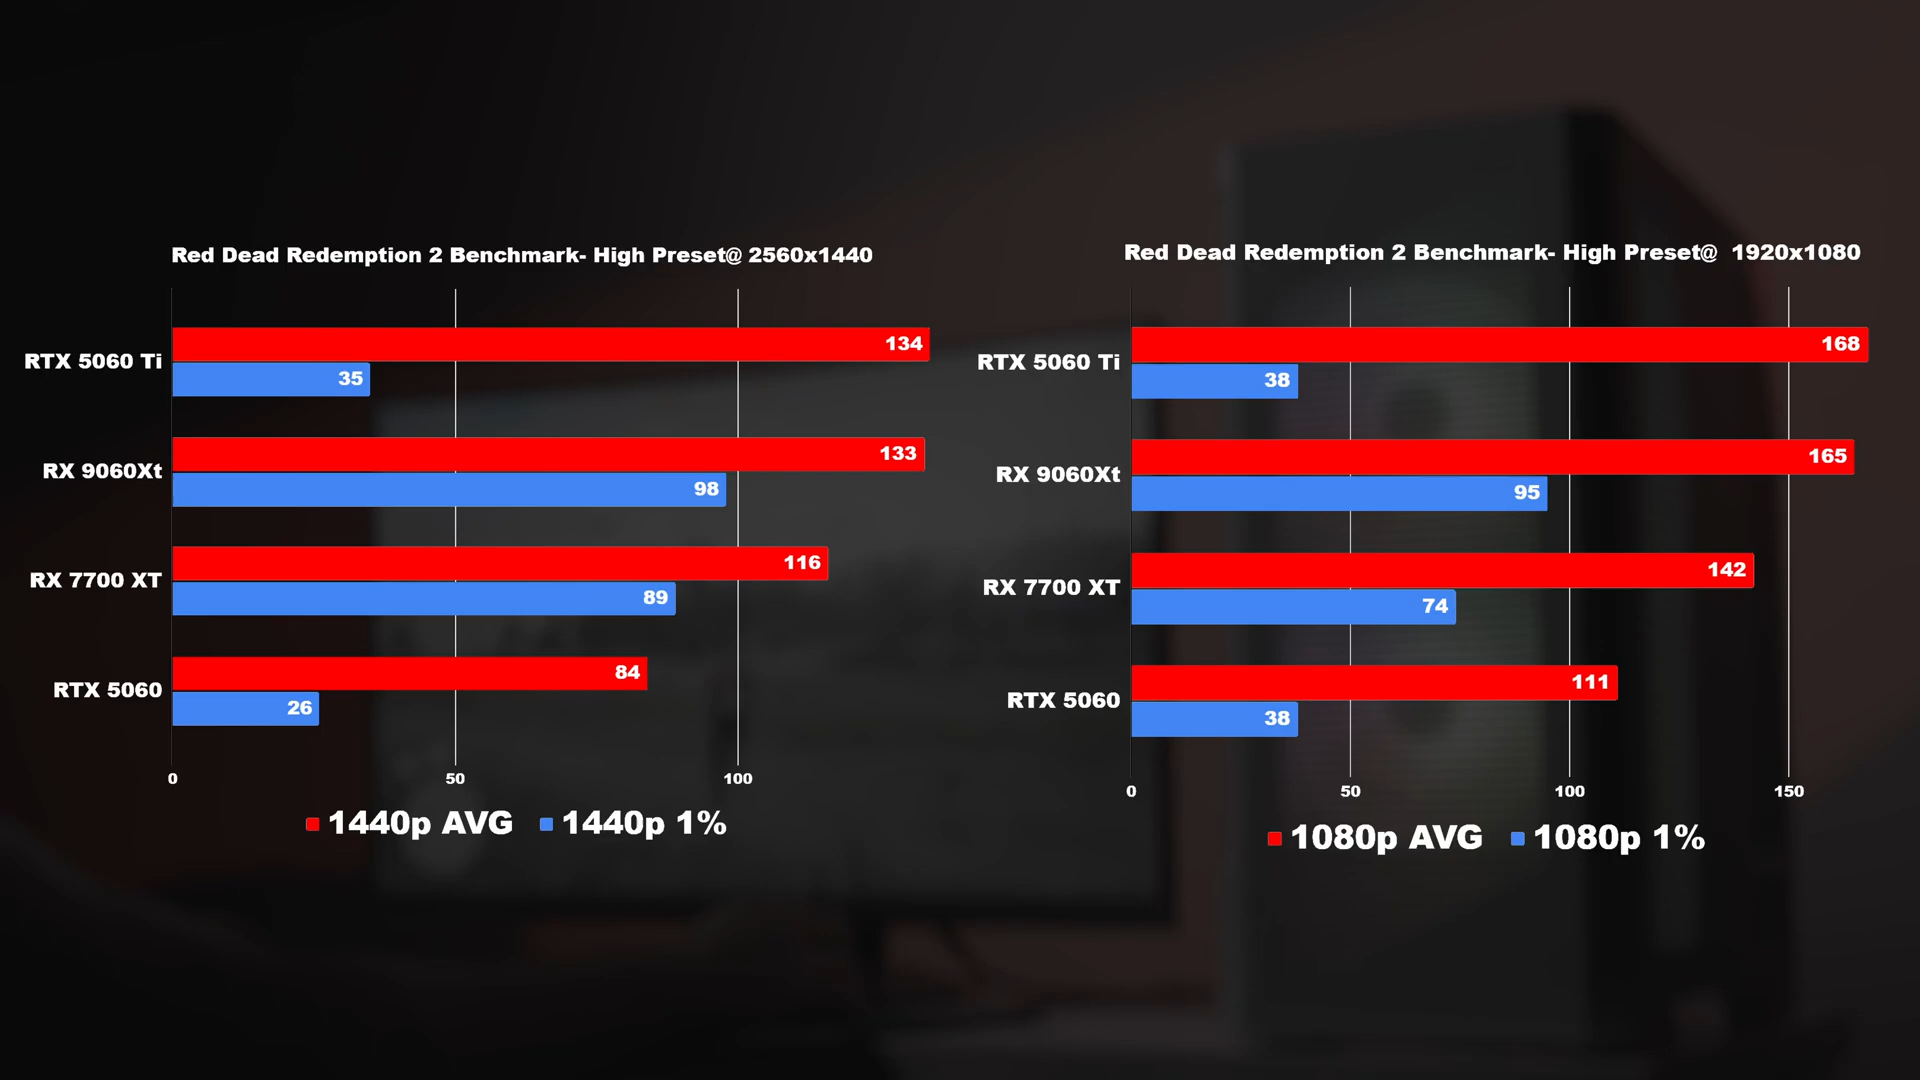 Red Dead Redemption 2 Benchmark- High Preset@ 2560x1440
RTX 5060 Ti
134
35
RX 9060Xt
133
98
RX 7700 XT
116
89
RTX 5060
84
26
0 50 100
1440p AVG 1440p 1%
Red Dead Redemption 2 Benchmark- High Preset@ 1920x1080
RTX 5060 Ti
168
38
RX 9060Xt
165
95
RX 7700 XT
142
74
RTX 5060
111
38
0 50 100 150
1080p AVG 1080p 1%